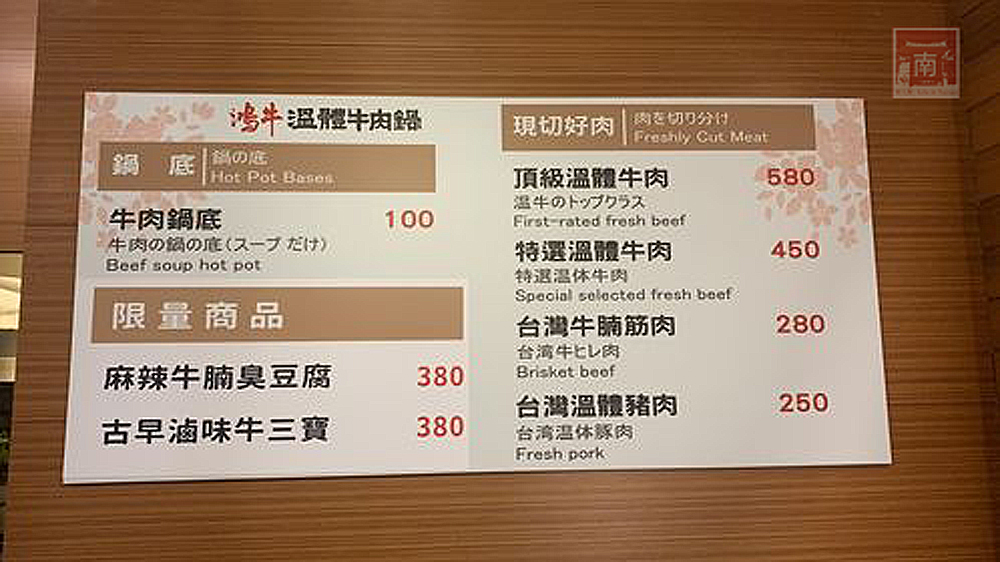 南
鴻牛 溫體牛肉鍋
鍋 底 鍋の底
Hot Pot Bases
牛肉鍋底 100
牛肉の鍋の底(スープ だけ)
Beef soup hot pot
限量商品
麻辣牛腩臭豆腐 380
古早滷味牛三寶 380
現切好肉 肉を切り分け
Freshly Cut Meat
頂級溫體牛肉 580
温牛のトップクラス
First-rated fresh beef
特選溫體牛肉 450
特選温体牛肉
Special selected fresh beef
台灣牛腩筋肉 280
台湾牛ヒレ肉
Brisket beef
台灣溫體豬肉 250
台湾温体豚肉
Fresh pork